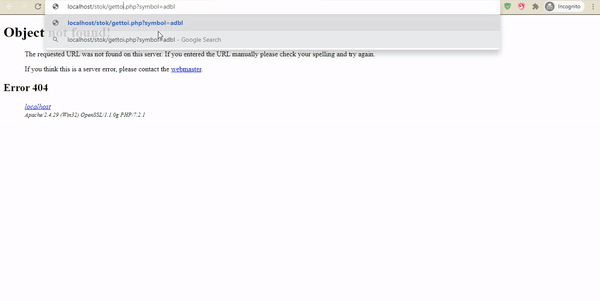 localhost/stok/gettoi.php?symbol=adbl
Incognito
localhost/stok/gettoi.php?symbol=adbl
localhost/stok/gettoi.php?symbol=adbl - Google Search
Object not found!
The requested URL was not found on this server. If you entered the URL manually please check your spelling and try again.
If you think this is a server error, please contact the webmaster.
Error 404
localhost
Apache/2.4.29 (Win32) OpenSSL/1.1.0g PHP/7.2.1